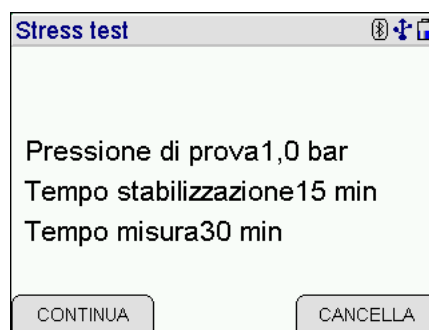 Stress test
Pressione di prova1,0 bar
Tempo stabilizzazione15 min
Tempo misura30 min
CONTINUA CANCELLA